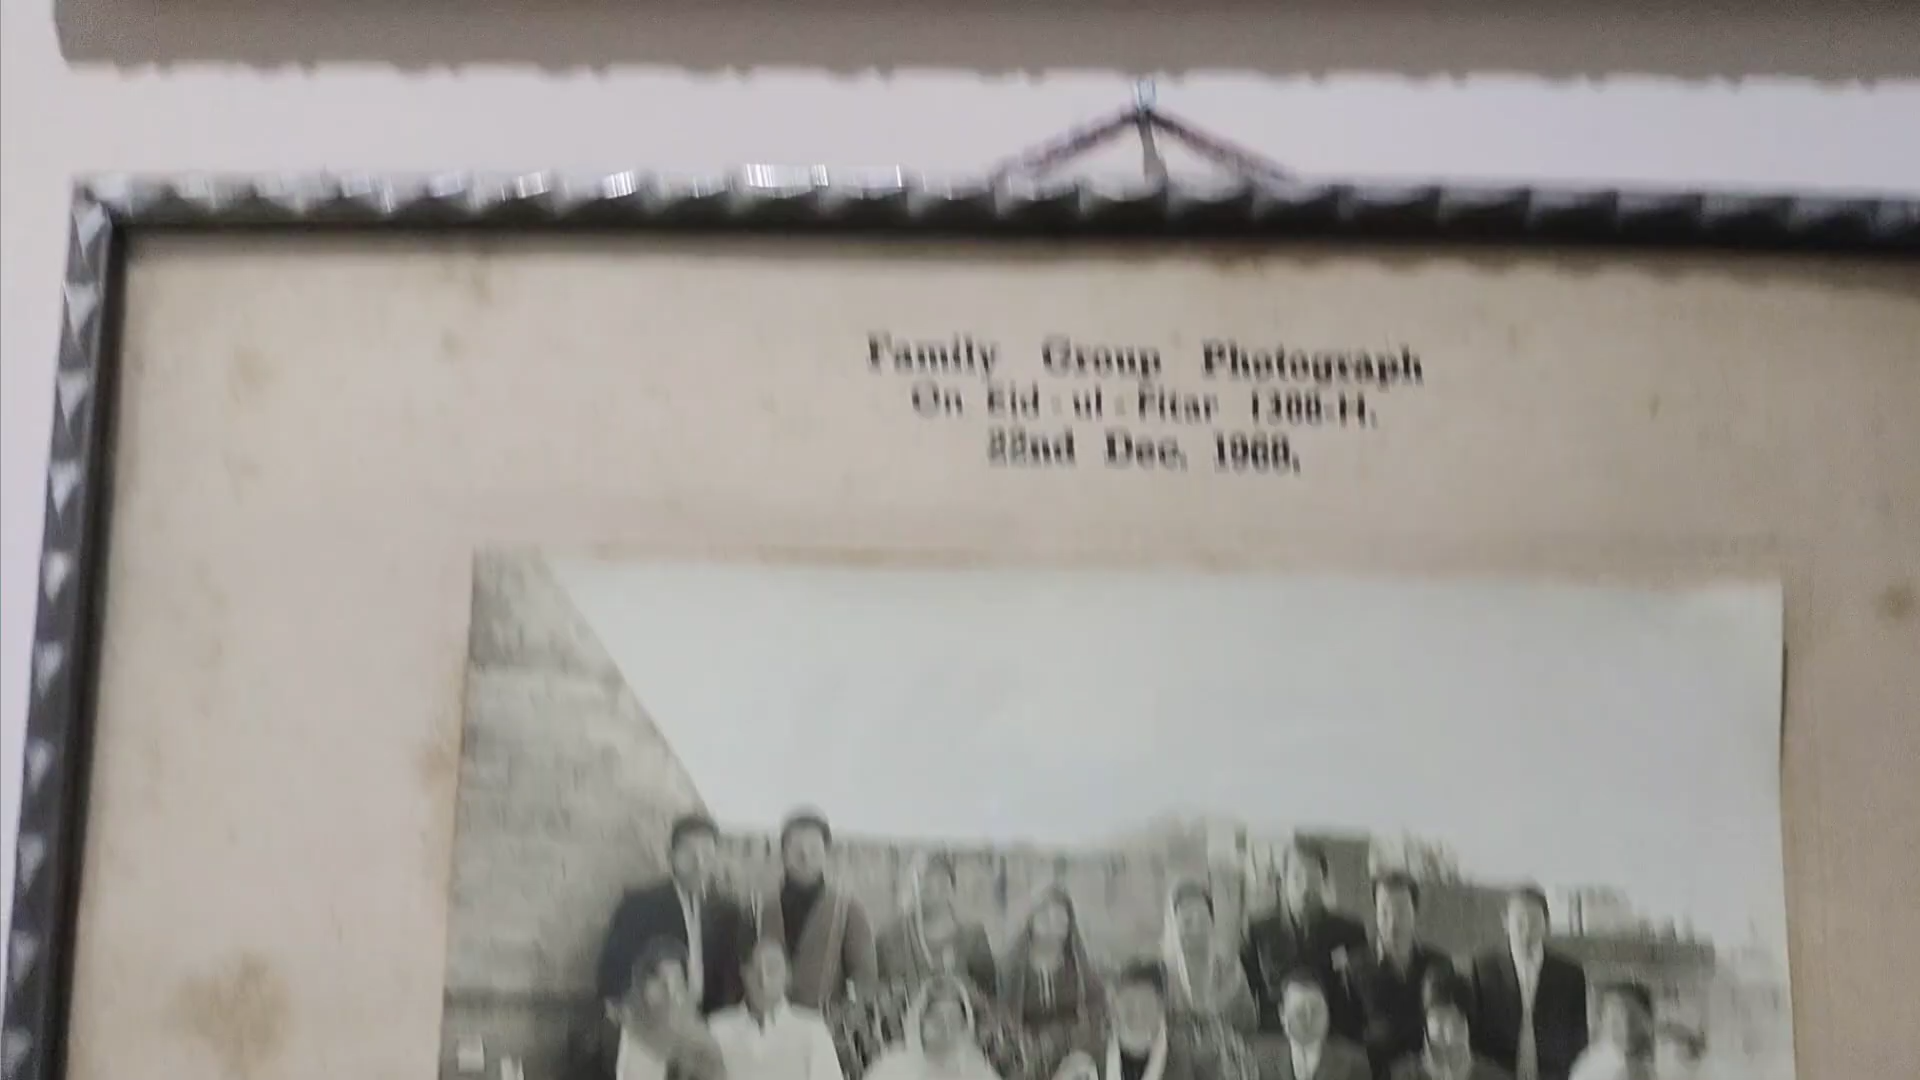 Family Group Photograph
On Eid-ul-Fitar 1388-H.
22nd Dec. 1968.